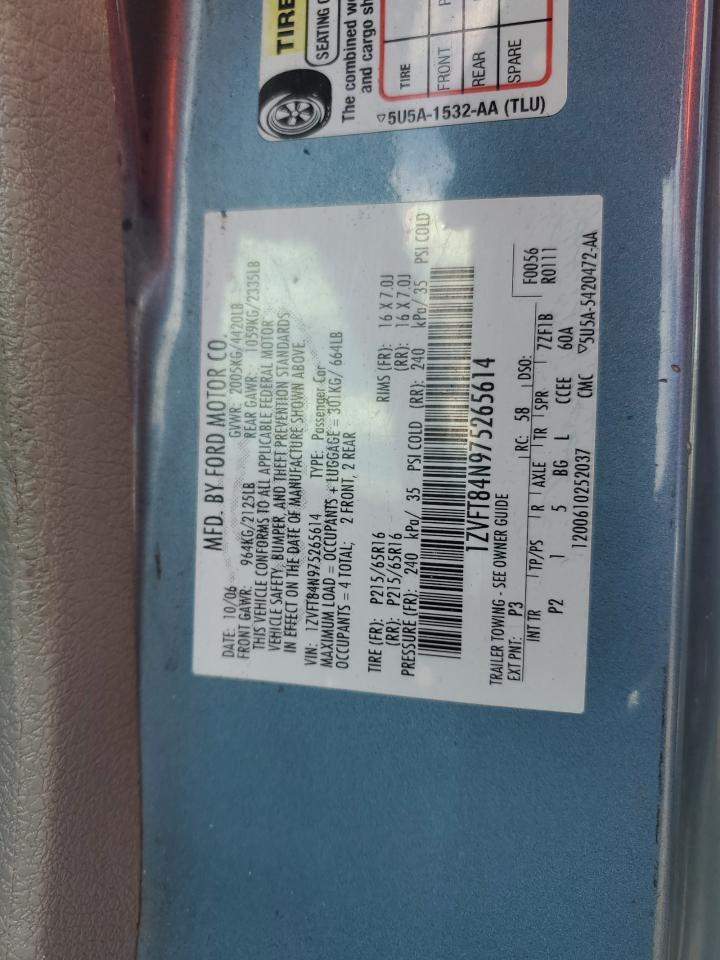 TIRE
SEATING
The combined
and cargo
TIRE
FRONT
REAR
SPARE
▽5U5A-1532-AA (TLU)
MFD. BY FORD MOTOR CO.
DATE: 10/06 GVWR: 2005KG/4420LB
FRONT GAWR: 964KG/2125LB REAR GAWR: 1059KG/2335LB
THIS VEHICLE CONFORMS TO ALL APPLICABLE FEDERAL MOTOR
VEHICLE SAFETY, BUMPER, AND THEFT PREVENTION STANDARDS
IN EFFECT ON THE DATE OF MANUFACTURE SHOWN ABOVE
VIN: 1ZVFT84N975265614 TYPE: Passenger Car
MAXIMUM LOAD = OCCUPANTS + LUGGAGE = 301KG/ 664LB
OCCUPANTS = 4 TOTAL; 2 FRONT, 2 REAR
TIRE (FR): P215/65R16 RIMS (FR): 16 X 7.0J
(RR): P215/65R16 (RR): 16 X 7.0J
PRESSURE (FR): 240 kPa/ 35 PSI COLD (RR): 240 kPa/ 35 PSI COLD
1ZVFT84N975265614
TRAILER TOWING - SEE OWNER GUIDE
EXT PNT: P3 RC: 58 DSO: F0056
R0111
INT TR TP/PS R AXLE TR SPR 7ZF1B
P2 1 5 BG L CCEE 60A
1200610252037 CMC ▽5U5A-5420472-AA